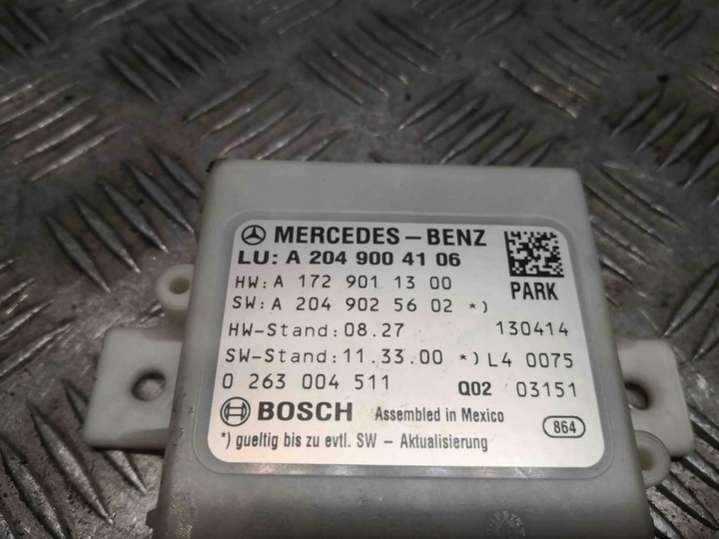 MERCEDES-BENZ
LU: A 204 900 41 06
HW: A 172 901 13 00
SW: A 204 902 56 02 *)
PARK
HW-Stand: 08.27 130414
SW-Stand: 11.33.00 *) L4 0075
0 263 004 511 Q02 03151
BOSCH Assembled in Mexico 864
*) gueltig bis zu evtl. SW - Aktualisierung